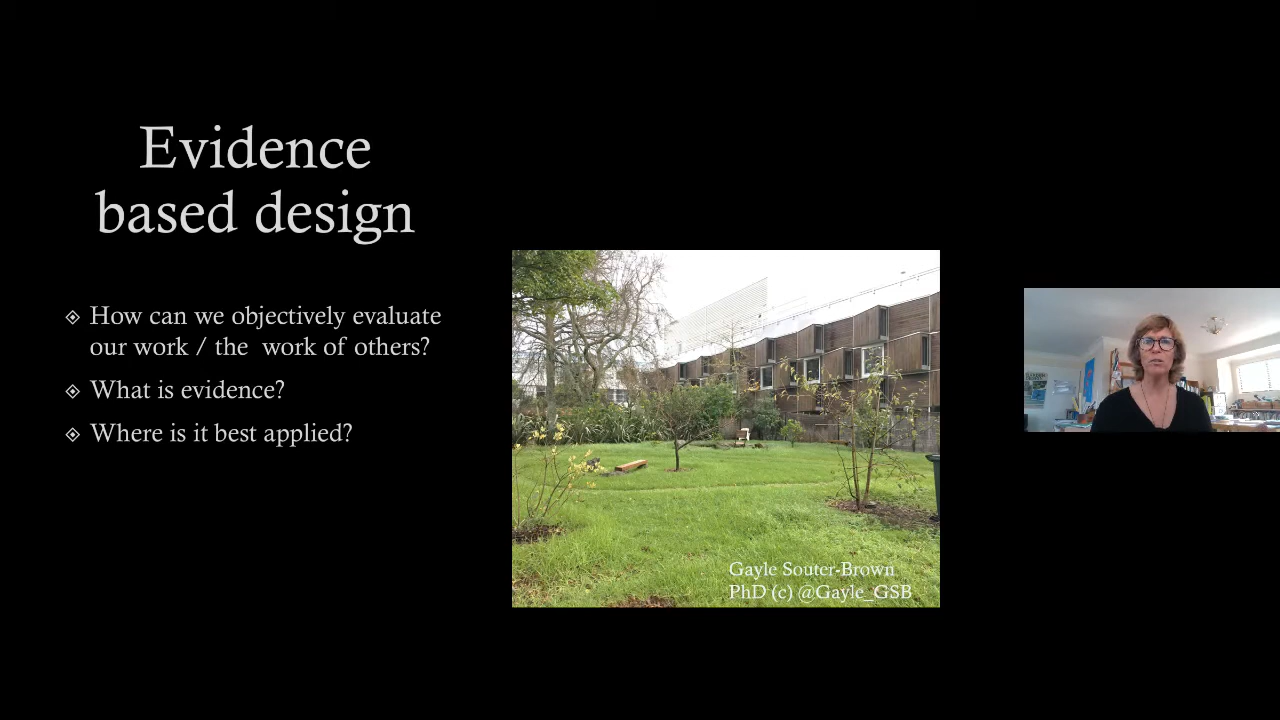 Evidence
based design
How can we objectively evaluate
our work / the work of others?
What is evidence?
Where is it best applied?
Gayle Souter-Brown
PhD (c) @Gayle_GSB